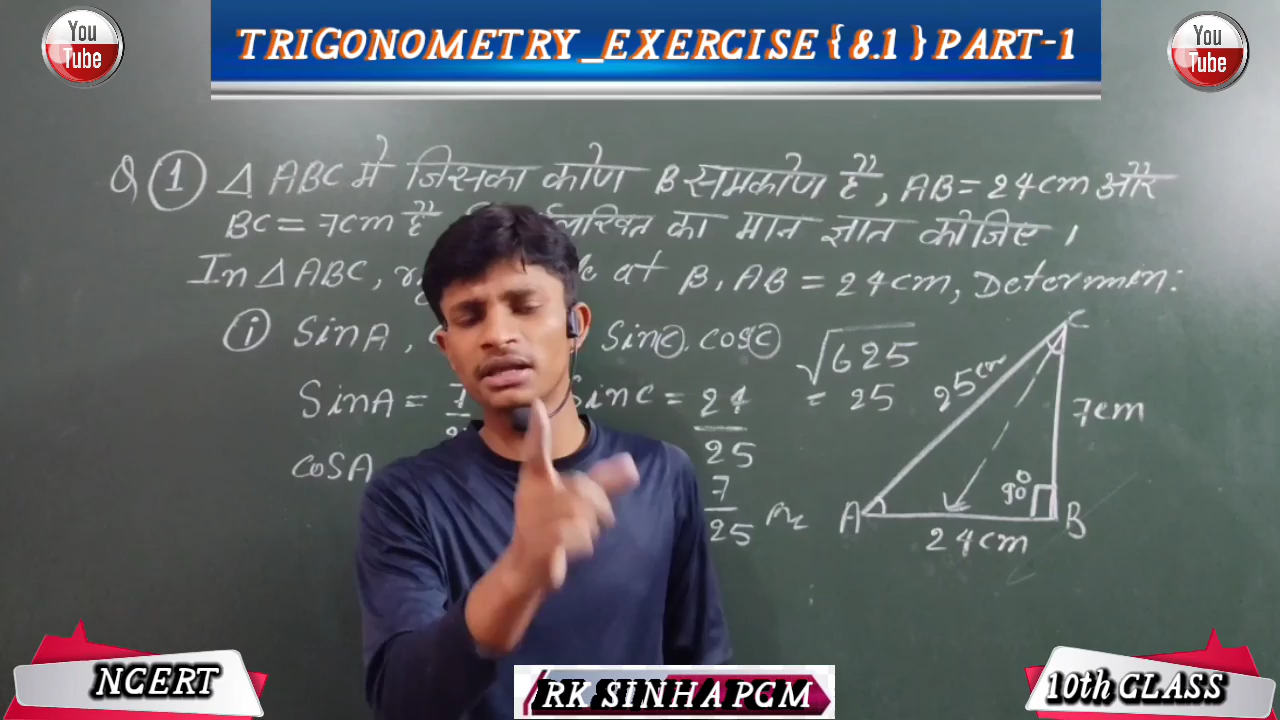 You Tube
TRIGONOMETRY_EXERCISE { 8.1 } PART-1
You Tube
Q ① △ ABC मे जिसका कोण B समकोण है, AB = 24cm और
BC = 7cm है का मान ज्ञात कोजिए ।
In △ ABC, at B, AB = 24cm, Determin:
ⓘ SinA, Sinⓒ, cosⓒ
√625
= 25
SinA = 7
SinC = 24/25
cosA
7/25
C
25cm
7cm
90°
A
B
24cm
NCERT
RK SINHA PCM
10th CLASS